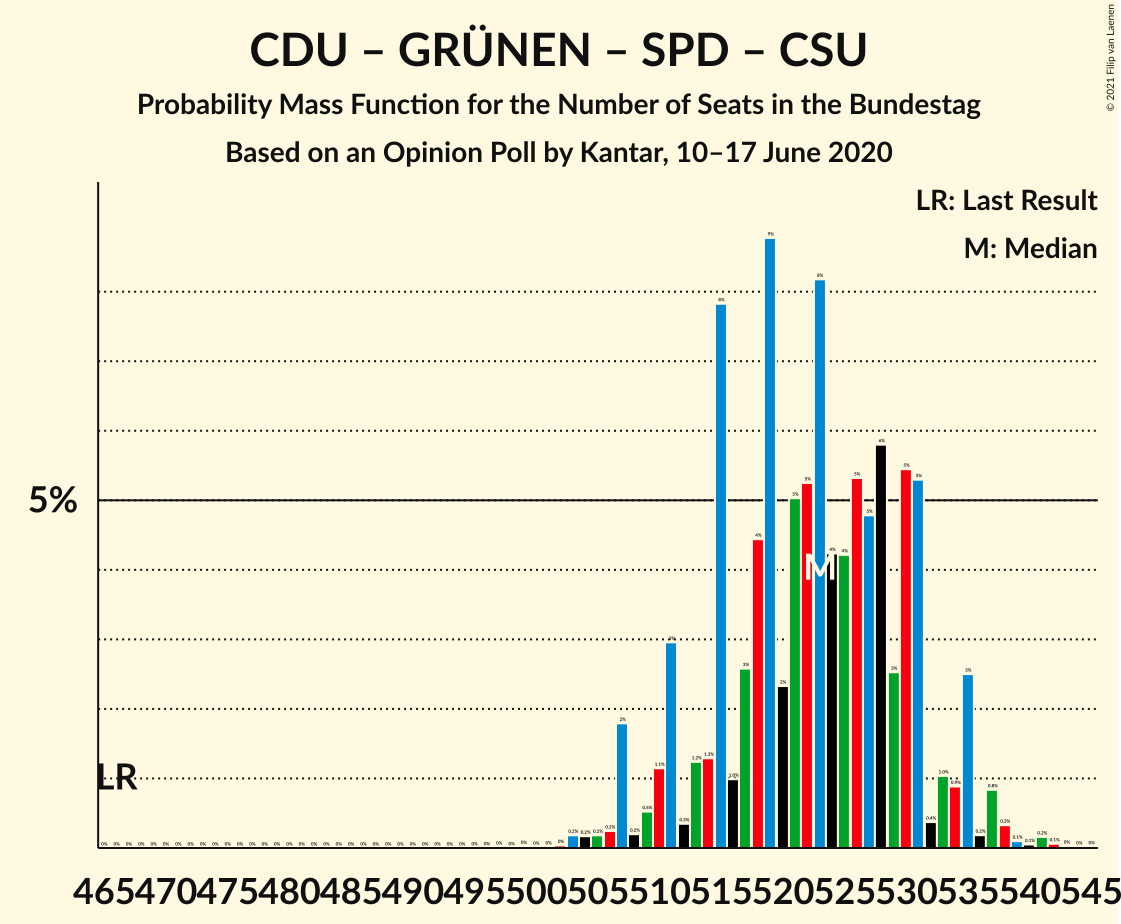 CDU – GRÜNEN – SPD – CSU
Probability Mass Function for the Number of Seats in the Bundestag
Based on an Opinion Poll by Kantar, 10–17 June 2020
© 2021 Filip van Laenen
LR: Last Result
M: Median
5%
M
LR
465 470 475 480 485 490 495 500 505 510 515 520 525 530 535 540 545